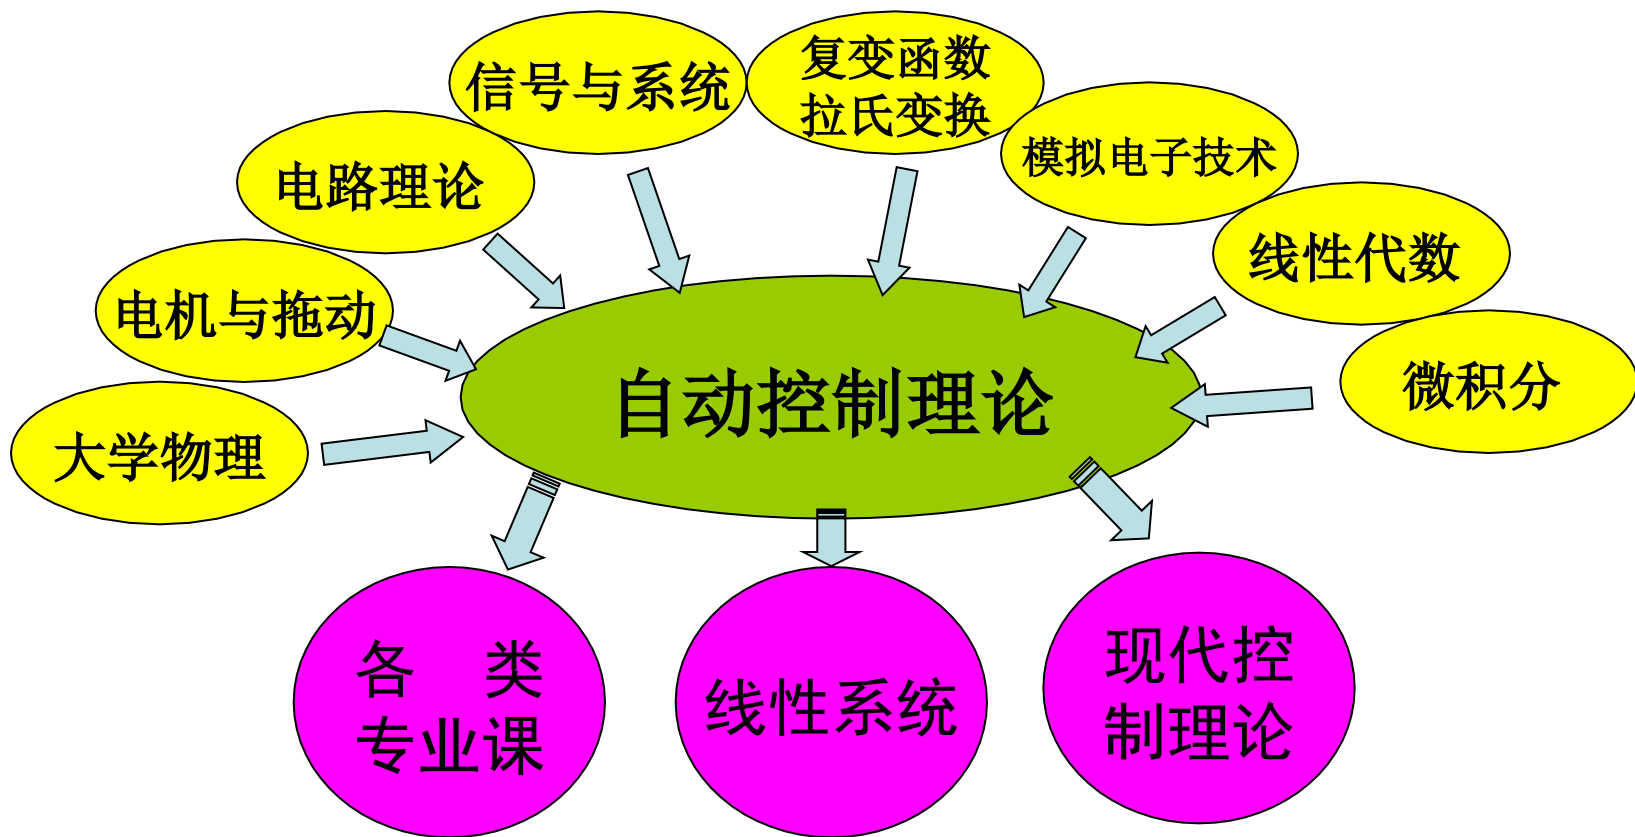 信号与系统
复变函数
拉氏变换
模拟电子技术
电路理论
线性代数
电机与拖动
微积分
大学物理
自动控制理论
各 类
专业课
线性系统
现代控
制理论